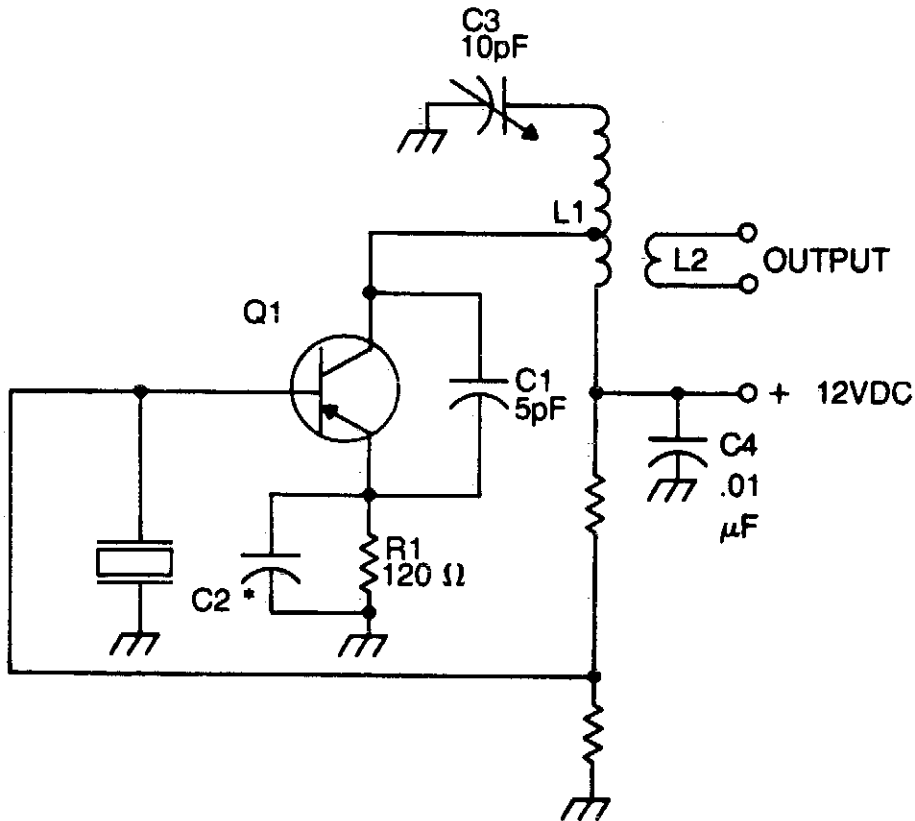 C3
10pF
L1
L2 OUTPUT
Q1
C1
5pF
+ 12VDC
C4
.01
μF
R1
120 Ω
C2 *